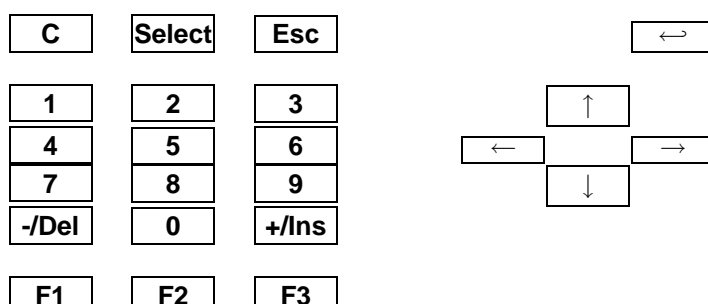 C Select Esc ↩
1 2 3 ↑
4 5 6 ← →
7 8 9 ↓
-/Del 0 +/Ins
F1 F2 F3